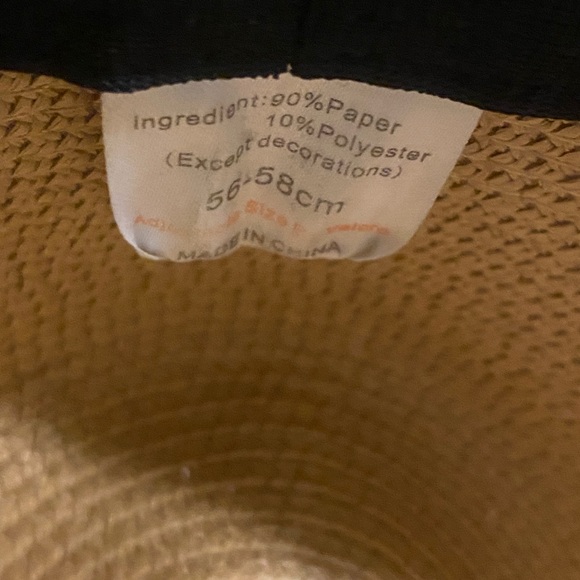 Ingredient:90%Paper
10%Polyester
(Except decorations)
56-58cm
Size
MADE IN CHINA